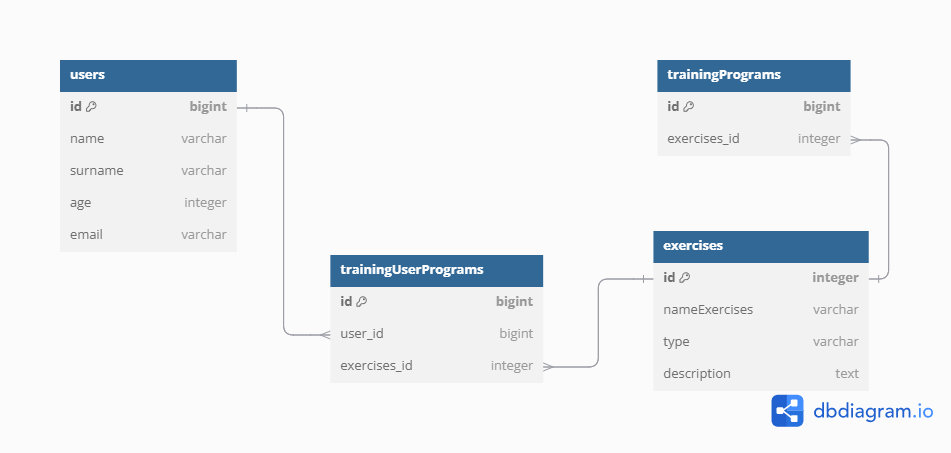 users
id bigint
name varchar
surname varchar
age integer
email varchar
trainingPrograms
id bigint
exercises_id integer
trainingUserPrograms
id bigint
user_id bigint
exercises_id integer
exercises
id integer
nameExercises varchar
type varchar
description text
dbdiagram.io